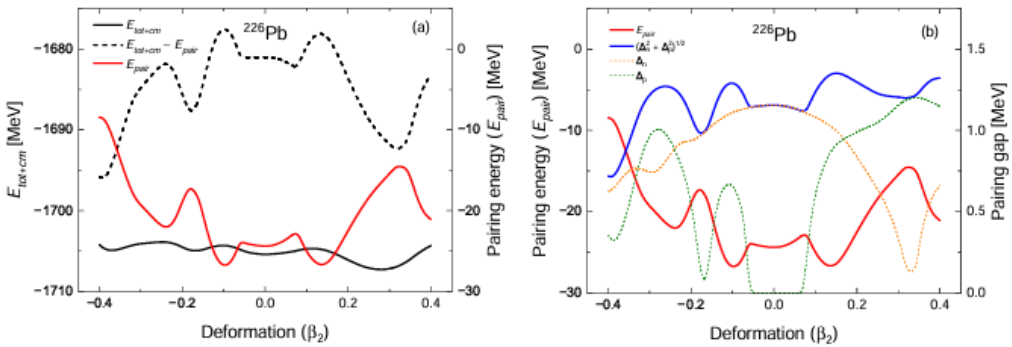 ²²⁶Pb
(a)
E_tot+cm
E_tot+cm − E_pair
E_pair
−1680
−1690
−1700
−1710
E_tot+cm [MeV]
0
−10
−20
−30
Pairing energy (E_pair) [MeV]
−0.4
−0.2
0.0
0.2
0.4
Deformation (β₂)
²²⁶Pb
(b)
E_pair
(Δ²_n + Δ²_p)^1/2
Δ_n
Δ_p
0
−10
−20
−30
Pairing energy (E_pair) [MeV]
1.5
1.0
0.5
0.0
Pairing gap [MeV]
−0.4
−0.2
0.0
0.2
0.4
Deformation (β₂)